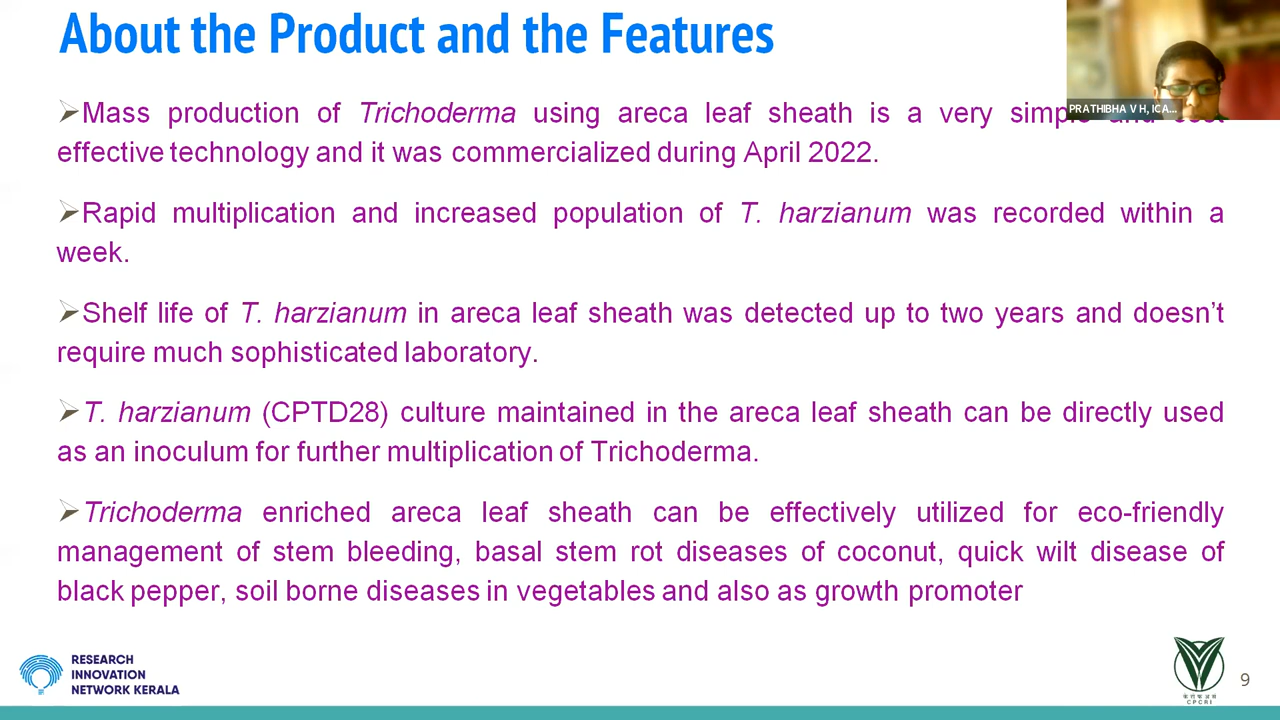 About the Product and the Features
PRATHIBHA V H, ICA...
➢Mass production of Trichoderma using areca leaf sheath is a very simple and cost
effective technology and it was commercialized during April 2022.
➢Rapid multiplication and increased population of T. harzianum was recorded within a
week.
➢Shelf life of T. harzianum in areca leaf sheath was detected up to two years and doesn't
require much sophisticated laboratory.
➢T. harzianum (CPTD28) culture maintained in the areca leaf sheath can be directly used
as an inoculum for further multiplication of Trichoderma.
➢Trichoderma enriched areca leaf sheath can be effectively utilized for eco-friendly
management of stem bleeding, basal stem rot diseases of coconut, quick wilt disease of
black pepper, soil borne diseases in vegetables and also as growth promoter
RESEARCH
INNOVATION
NETWORK KERALA
CPCRI
9